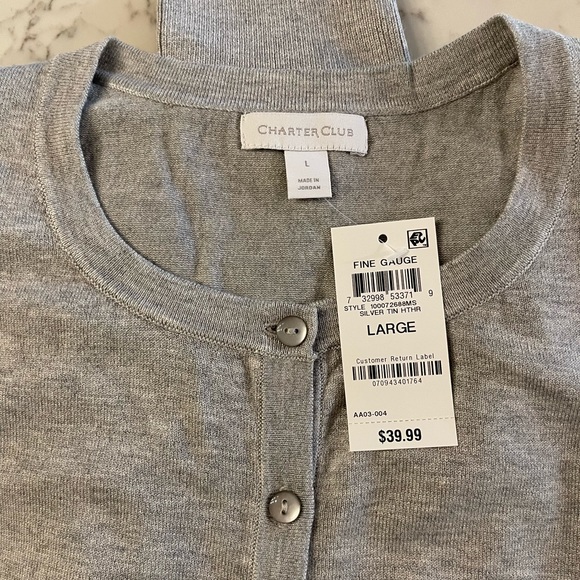 CHARTER CLUB
L
MADE IN
JORDAN
FINE GAUGE
7 32998 53371 9
STYLE 100072688MS
SILVER TIN HTHR
LARGE
Customer Return Label
070943401764
AA03-004
$39.99